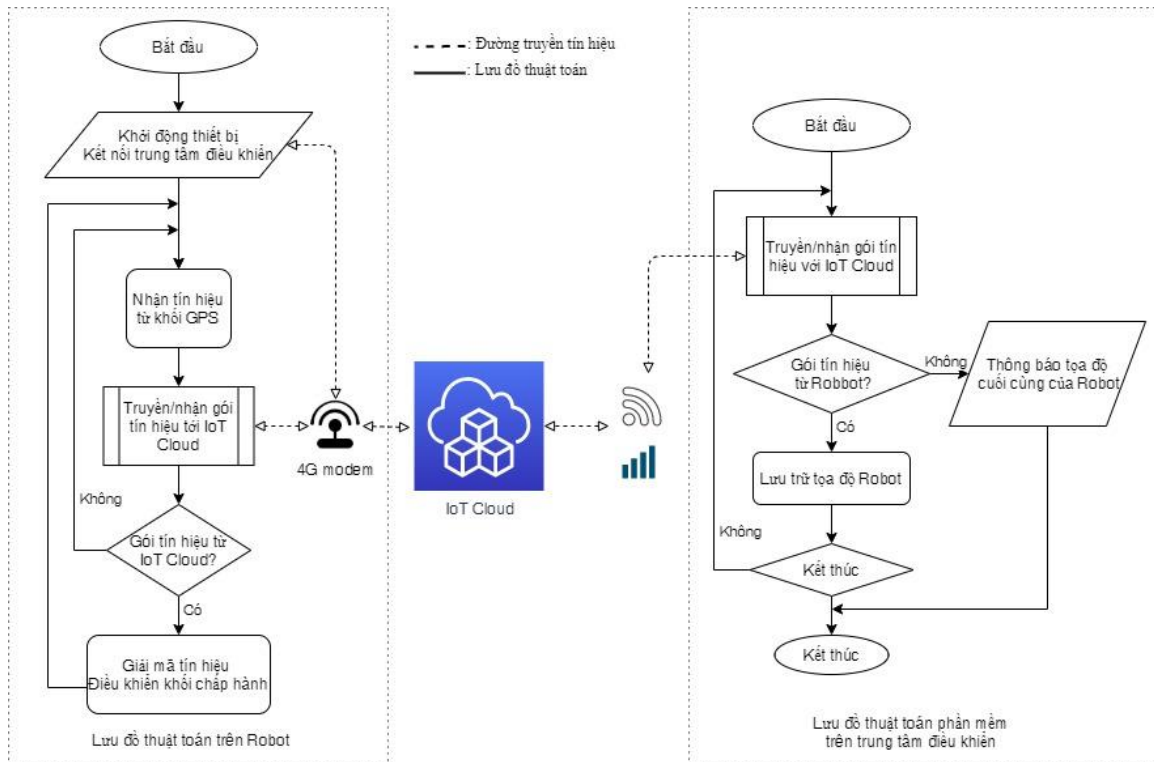 Bắt đầu
Khởi động thiết bị
Kết nối trung tâm điều khiển
Nhận tín hiệu
từ khối GPS
Truyền/nhận gói
tín hiệu tới IoT
Cloud
Không
Gói tín hiệu từ
IoT Cloud?
Có
Giải mã tín hiệu
Điều khiển khối chấp hành
Lưu đồ thuật toán trên Robot
: Đường truyền tín hiệu
: Lưu đồ thuật toán
4G modem
IoT Cloud
Bắt đầu
Truyền/nhận gói tín
hiệu với IoT Cloud
Gói tín hiệu
từ Robbot?
Không
Thông báo tọa độ
cuối cùng của Robot
Có
Lưu trữ tọa độ Robot
Không
Kết thúc
Kết thúc
Lưu đồ thuật toán phần mềm
trên trung tâm điều khiển